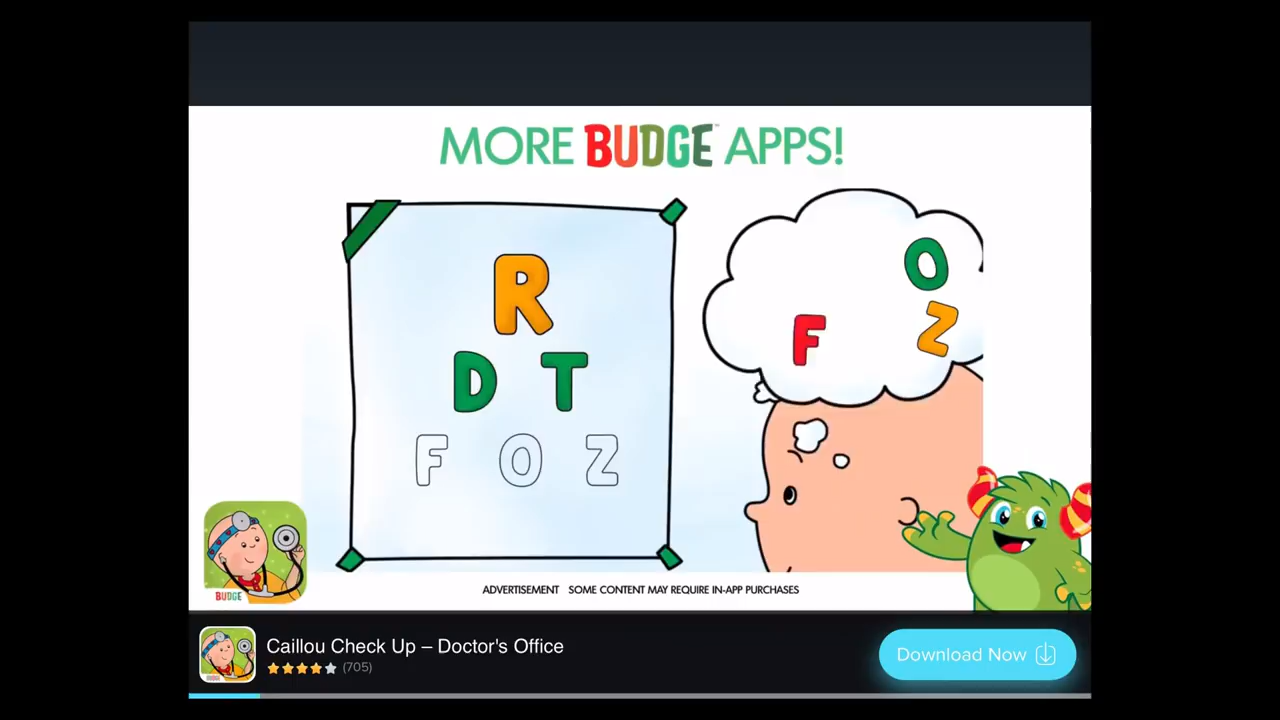 MORE BUDGE™ APPS!
R
D T
F O Z
O
F
Z
BUDGE
ADVERTISEMENT SOME CONTENT MAY REQUIRE IN-APP PURCHASES
Caillou Check Up – Doctor's Office
(705)
Download Now